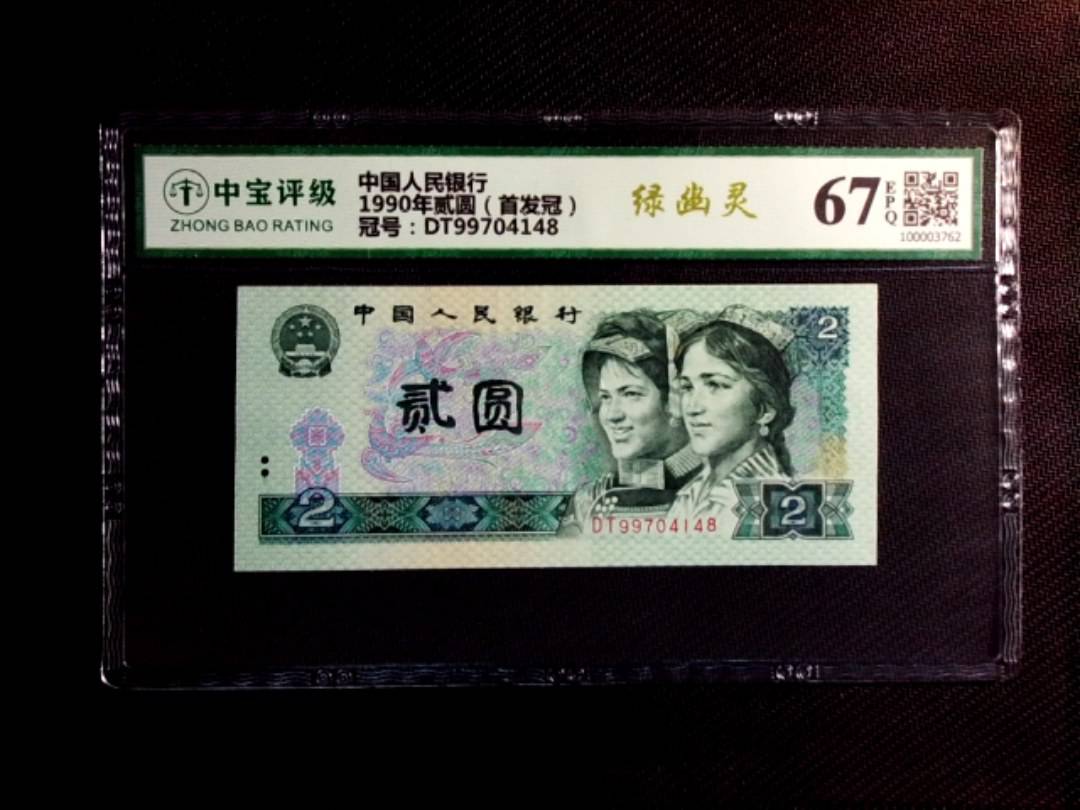 中宝评级
ZHONG BAO RATING
中国人民银行
1990年贰圆（首发冠）
冠号：DT99704148
绿幽灵
67
EPQ
100003762
中国人民银行
贰圆
2
2
DT99704148
2